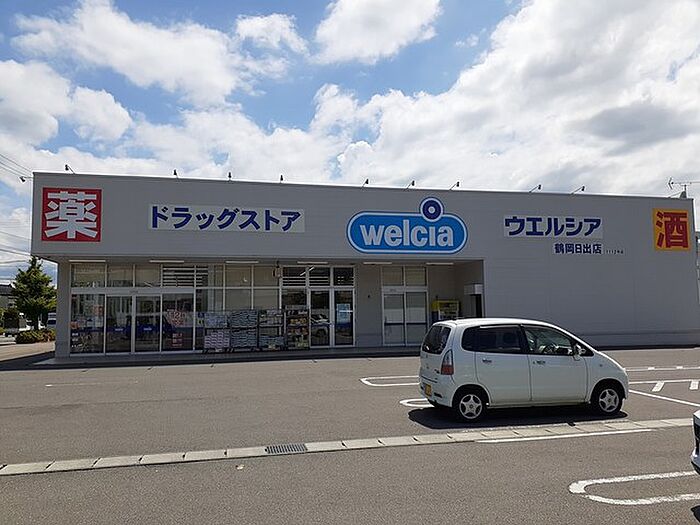 薬
ドラッグストア
welcia
ウエルシア
鶴岡日出店
酒